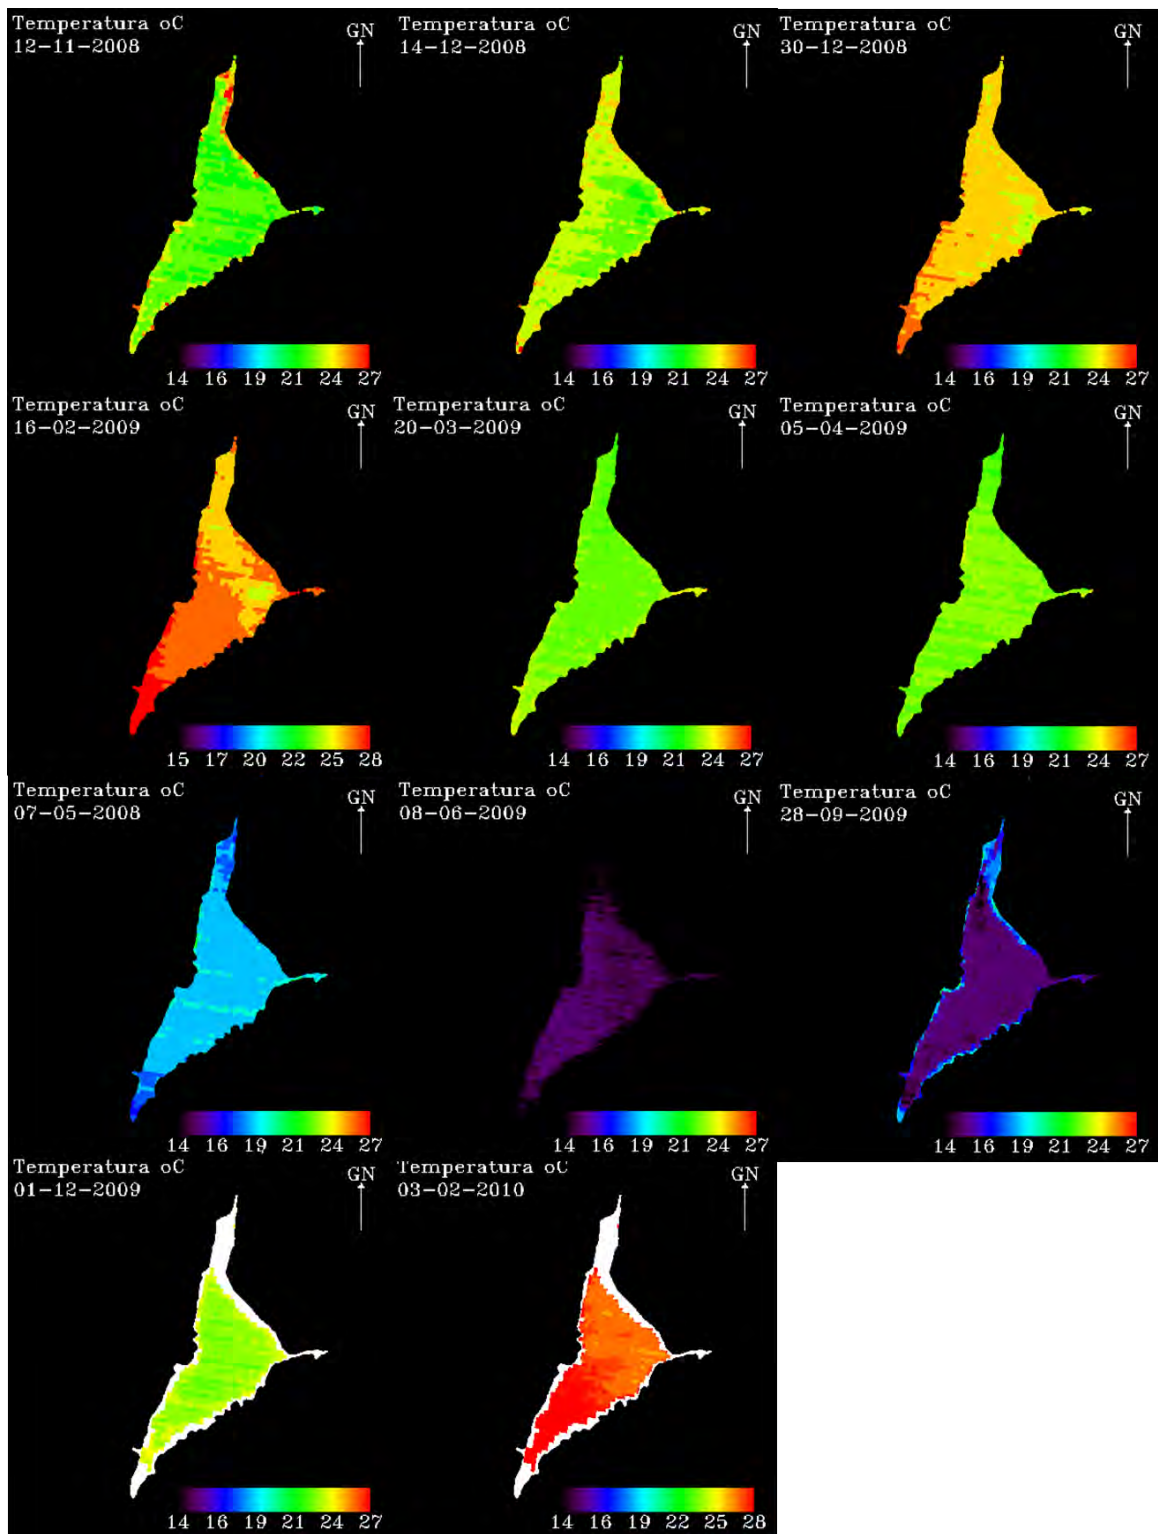 Temperatura oC
12-11-2008
GN
14 16 19 21 24 27
Temperatura oC
14-12-2008
GN
14 16 19 21 24 27
Temperatura oC
30-12-2008
GN
14 16 19 21 24 27
Temperatura oC
16-02-2009
GN
15 17 20 22 25 28
Temperatura oC
20-03-2009
GN
14 16 19 21 24 27
Temperatura oC
05-04-2009
GN
14 16 19 21 24 27
Temperatura oC
07-05-2008
GN
14 16 19 21 24 27
Temperatura oC
08-06-2009
GN
14 16 19 21 24 27
Temperatura oC
28-09-2009
GN
14 16 19 21 24 27
Temperatura oC
01-12-2009
GN
14 16 19 21 24 27
Temperatura oC
03-02-2010
GN
14 16 19 22 25 28